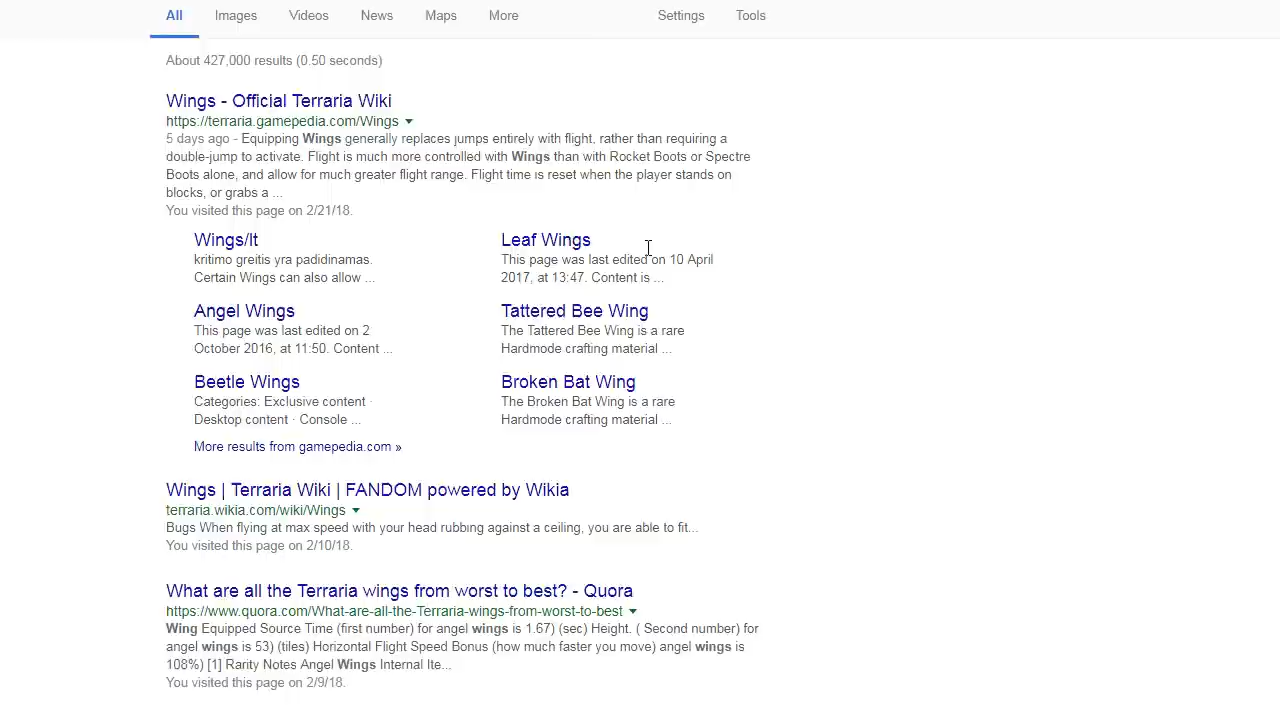 All Images Videos News Maps More Settings Tools
About 427,000 results (0.50 seconds)
Wings - Official Terraria Wiki
https://terraria.gamepedia.com/Wings
5 days ago - Equipping Wings generally replaces jumps entirely with flight, rather than requiring a
double-jump to activate. Flight is much more controlled with Wings than with Rocket Boots or Spectre
Boots alone, and allow for much greater flight range. Flight time is reset when the player stands on
blocks, or grabs a ...
You visited this page on 2/21/18.
Wings/lt
kritimo greitis yra padidinamas.
Certain Wings can also allow ...
Leaf Wings
This page was last edited on 10 April
2017, at 13:47. Content is ...
Angel Wings
This page was last edited on 2
October 2016, at 11:50. Content ...
Tattered Bee Wing
The Tattered Bee Wing is a rare
Hardmode crafting material ...
Beetle Wings
Categories: Exclusive content ·
Desktop content · Console ...
Broken Bat Wing
The Broken Bat Wing is a rare
Hardmode crafting material ...
More results from gamepedia.com »
Wings | Terraria Wiki | FANDOM powered by Wikia
terraria.wikia.com/wiki/Wings
Bugs When flying at max speed with your head rubbing against a ceiling, you are able to fit...
You visited this page on 2/10/18.
What are all the Terraria wings from worst to best? - Quora
https://www.quora.com/What-are-all-the-Terraria-wings-from-worst-to-best
Wing Equipped Source Time (first number) for angel wings is 1.67) (sec) Height. ( Second number) for
angel wings is 53) (tiles) Horizontal Flight Speed Bonus (how much faster you move) angel wings is
108%) [1] Rarity Notes Angel Wings Internal Ite...
You visited this page on 2/9/18.